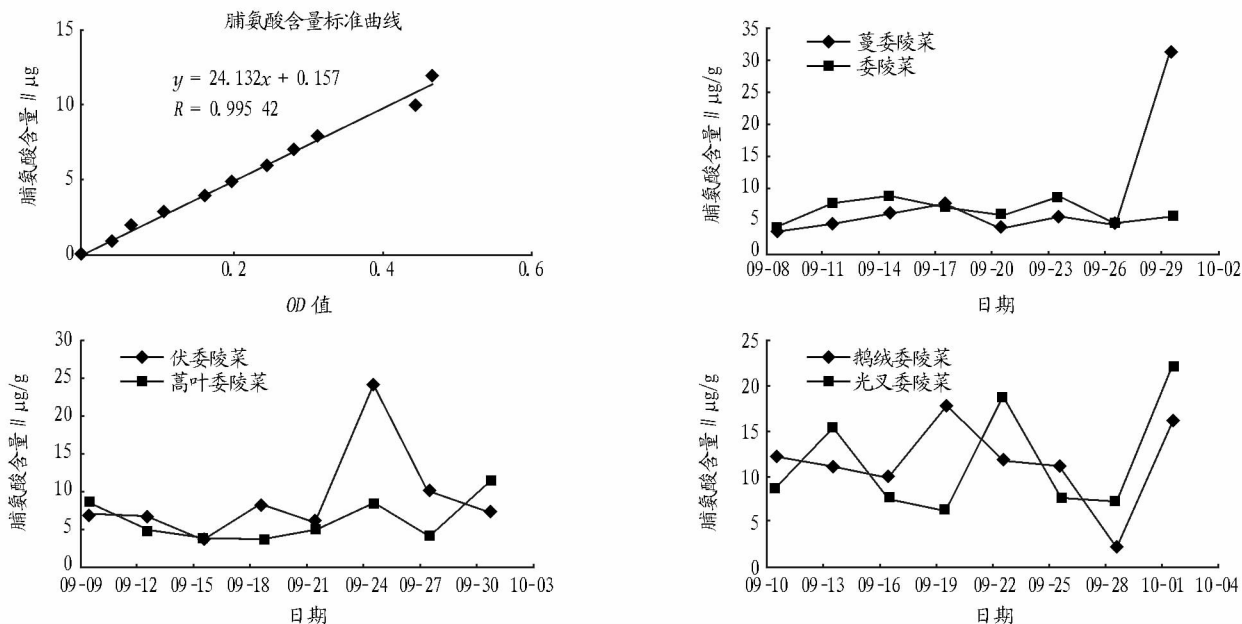 脯氨酸含量标准曲线
15
10
5
0
脯氨酸含量∥μg
y = 24.132x + 0.157
R = 0.995 42
0.2 0.4 0.6
OD 值
蔓委陵菜
委陵菜
35
30
25
20
15
10
5
0
脯氨酸含量∥μg/g
09-08 09-11 09-14 09-17 09-20 09-23 09-26 09-29 10-02
日期
伏委陵菜
蒿叶委陵菜
30
25
20
15
10
5
0
脯氨酸含量∥μg/g
09-09 09-12 09-15 09-18 09-21 09-24 09-27 09-30 10-03
日期
鹅绒委陵菜
光叉委陵菜
25
20
15
10
5
0
脯氨酸含量∥μg/g
09-10 09-13 09-16 09-19 09-22 09-25 09-28 10-01 10-04
日期